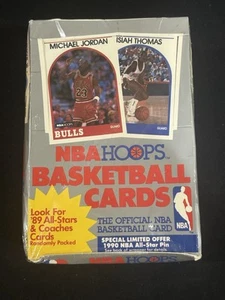 MICHAEL JORDAN
ISIAH THOMAS
23
BULLS
NBA HOOPS
BASKETBALL
CARDS
Look For
'89 All-Stars
& Coaches
Cards
Randomly Packed
THE OFFICIAL NBA
BASKETBALL CARD
SPECIAL LIMITED OFFER
1990 NBA All-Star Pin
NBA